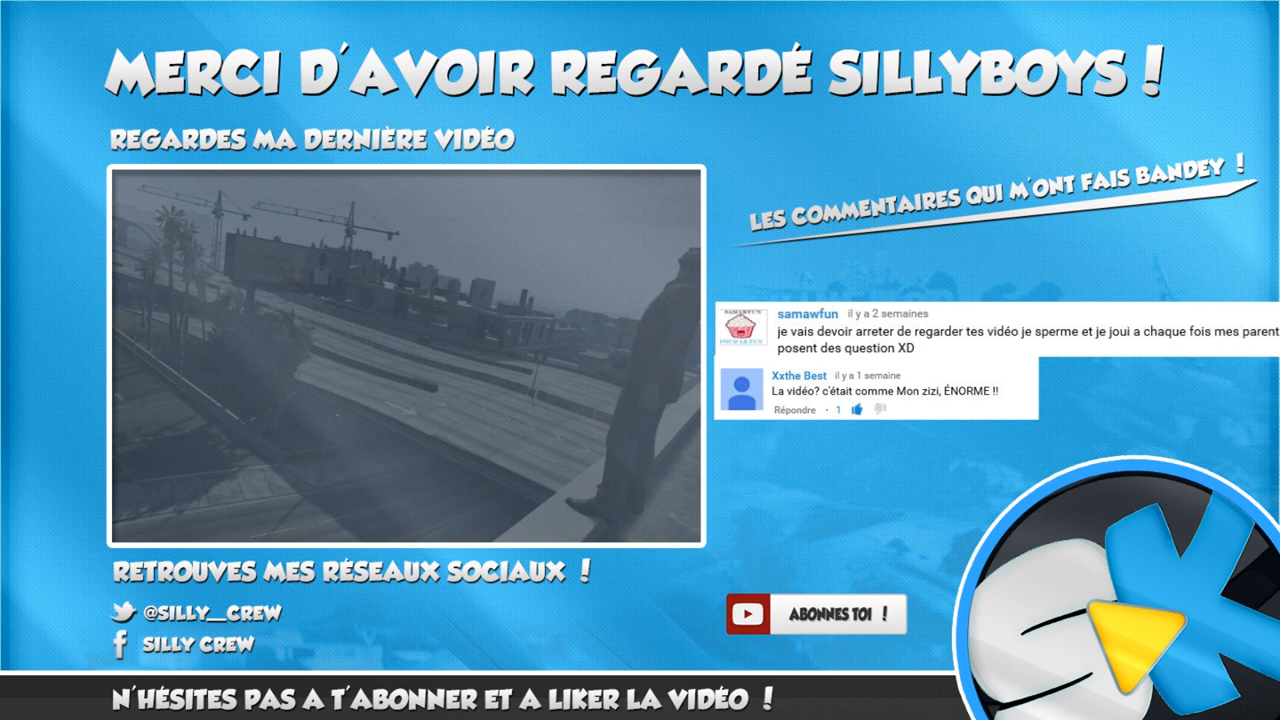 MERCI D'AVOIR REGARDÉ SILLYBOYS !
REGARDES MA DERNIÈRE VIDÉO
LES COMMENTAIRES QUI M'ONT FAIS BANDEY !
samawfun il y a 2 semaines
je vais devoir arreter de regarder tes vidéo je sperme et je joui a chaque fois mes parent
posent des question XD
Xxthe Best il y a 1 semaine
La vidéo? c'était comme Mon zizi, ÉNORME !!
Répondre · 1
RETROUVES MES RÉSEAUX SOCIAUX !
@SILLY__CREW
SILLY CREW
ABONNES TOI !
N'HÉSITES PAS A T'ABONNER ET A LIKER LA VIDÉO !